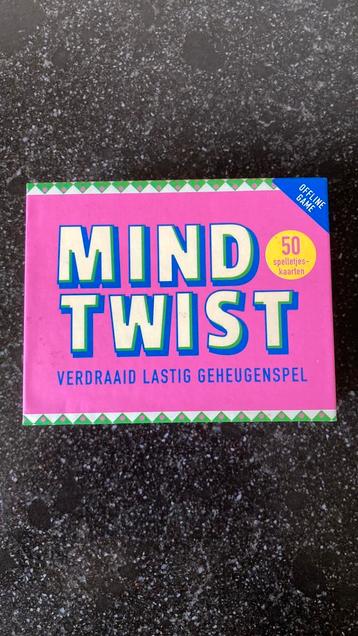 OFFLINE
GAME
MIND
TWIST
50
spelletjes-
kaarten
VERDRAAID LASTIG GEHEUGENSPEL